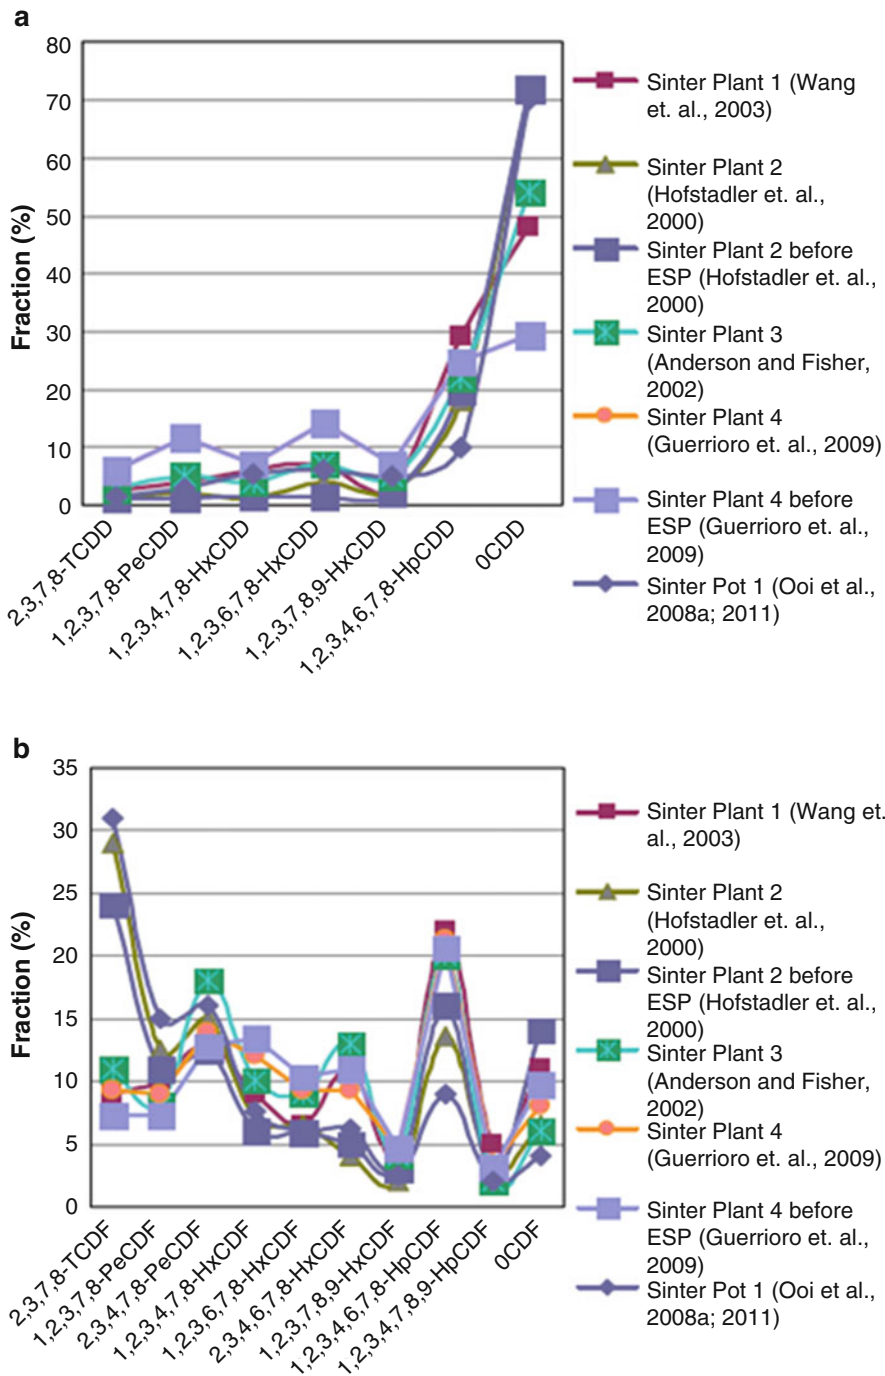 a
80
70
60
50
40
30
20
10
0
Fraction (%)
2,3,7,8-TCDD
1,2,3,7,8-PeCDD
1,2,3,4,7,8-HxCDD
1,2,3,6,7,8-HxCDD
1,2,3,7,8,9-HxCDD
1,2,3,4,6,7,8-HpCDD
0CDD
Sinter Plant 1 (Wang
et. al., 2003)
Sinter Plant 2
(Hofstadler et. al.,
2000)
Sinter Plant 2 before
ESP (Hofstadler et. al.,
2000)
Sinter Plant 3
(Anderson and Fisher,
2002)
Sinter Plant 4
(Guerrioro et. al., 2009)
Sinter Plant 4 before
ESP (Guerrioro et. al.,
2009)
Sinter Pot 1 (Ooi et al.,
2008a; 2011)
b
35
30
25
20
15
10
5
0
Fraction (%)
2,3,7,8-TCDF
1,2,3,7,8-PeCDF
2,3,4,7,8-PeCDF
1,2,3,4,7,8-HxCDF
1,2,3,6,7,8-HxCDF
2,3,4,6,7,8-HxCDF
1,2,3,7,8,9-HxCDF
1,2,3,4,6,7,8-HpCDF
1,2,3,4,7,8,9-HpCDF
0CDF
Sinter Plant 1 (Wang et.
al., 2003)
Sinter Plant 2
(Hofstadler et. al.,
2000)
Sinter Plant 2 before
ESP (Hofstadler et. al.,
2000)
Sinter Plant 3
(Anderson and Fisher,
2002)
Sinter Plant 4
(Guerrioro et. al., 2009)
Sinter Plant 4 before
ESP (Guerrioro et. al.,
2009)
Sinter Pot 1 (Ooi et al.,
2008a; 2011)